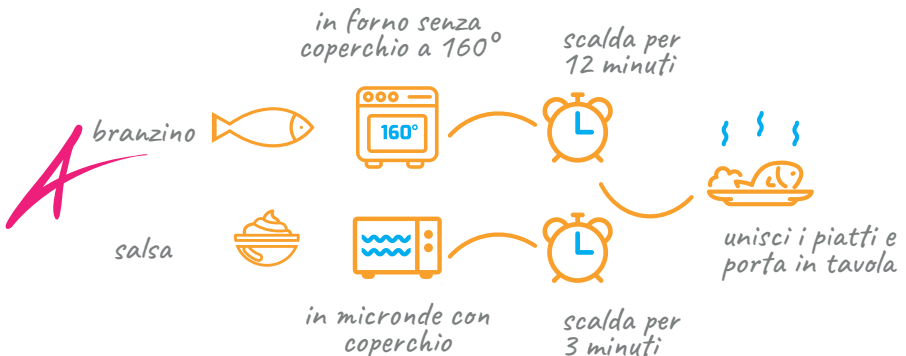 A
in forno senza
coperchio a 160°
scalda per
12 minuti
branzino
160°
salsa
in micronde con
coperchio
scalda per
3 minuti
unisci i piatti e
porta in tavola